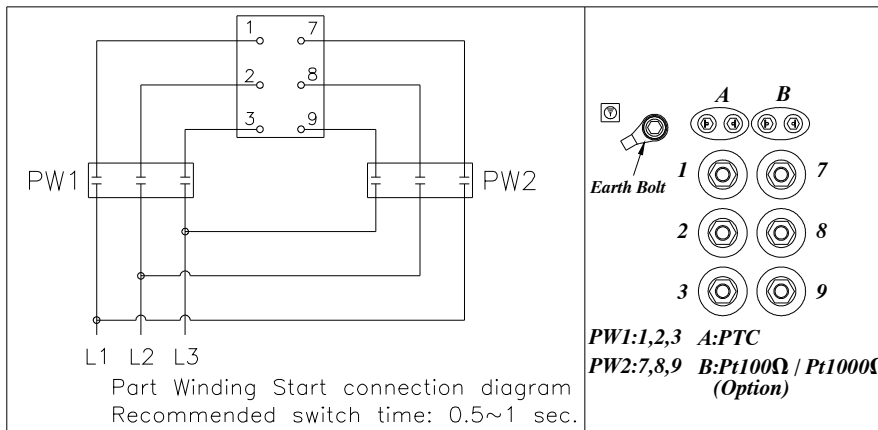 1 7
2 8
3 9
PW1 PW2
L1 L2 L3
Part Winding Start connection diagram
Recommended switch time: 0.5~1 sec.
A B
Earth Bolt
1 7
2 8
3 9
PW1:1,2,3 A:PTC
PW2:7,8,9 B:Pt100Ω / Pt1000Ω
(Option)